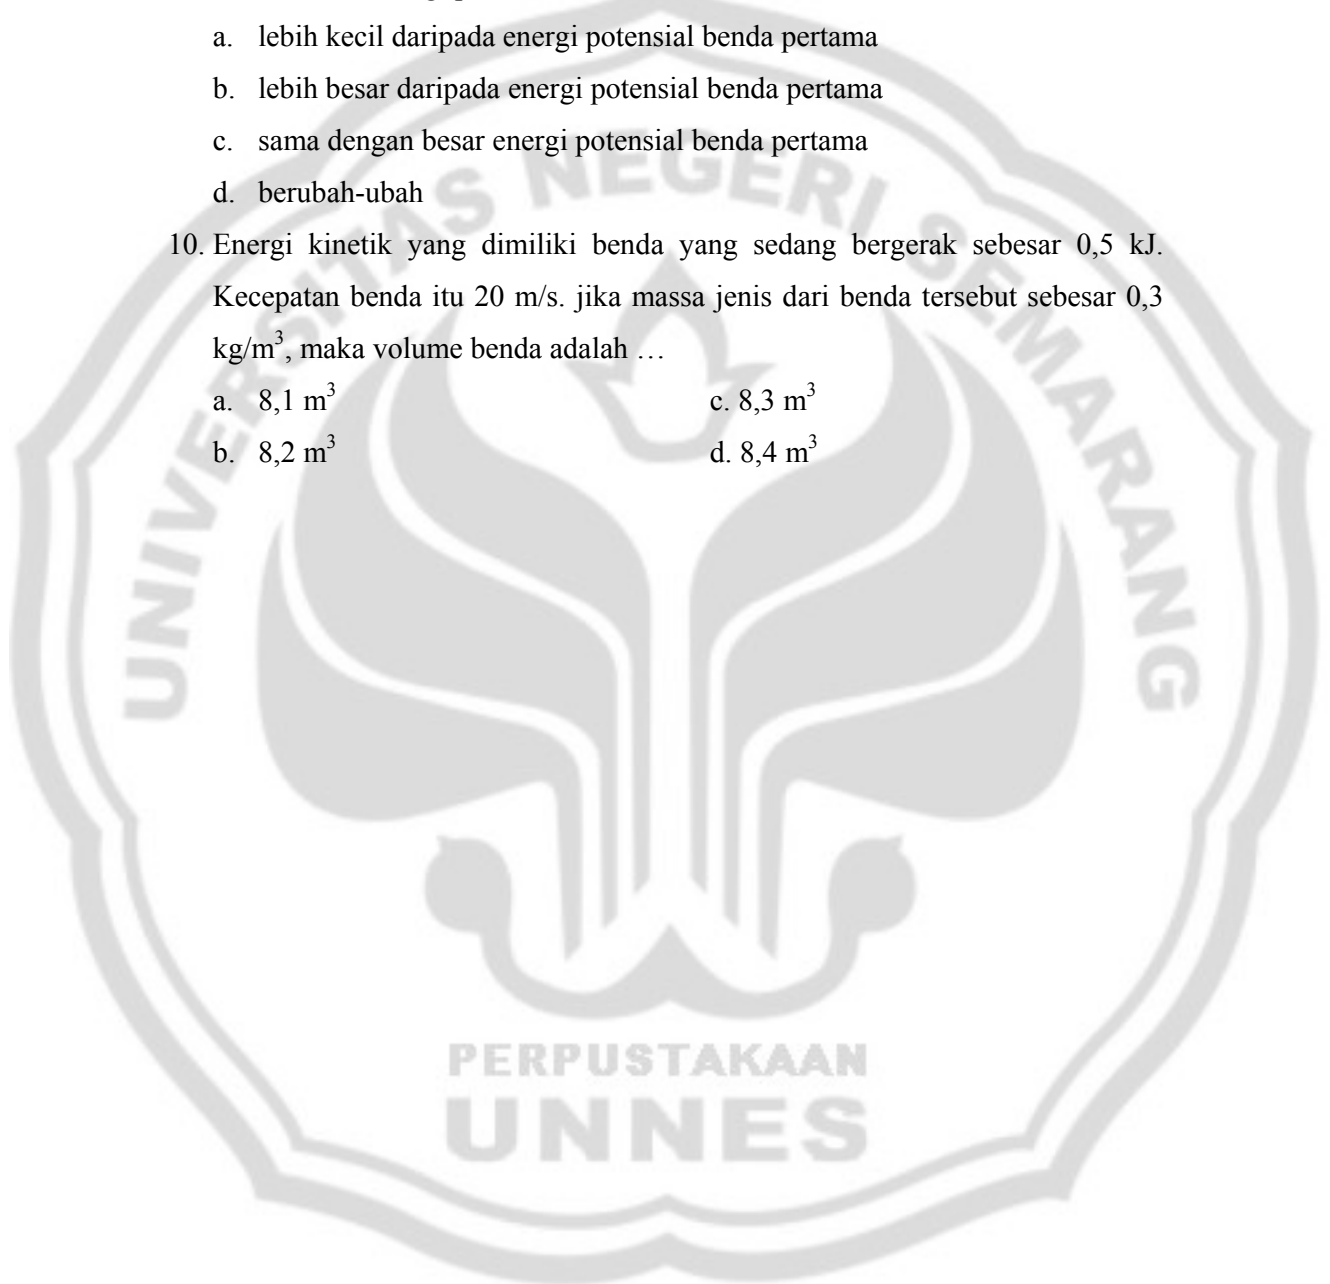 a. lebih kecil daripada energi potensial benda pertama
b. lebih besar daripada energi potensial benda pertama
c. sama dengan besar energi potensial benda pertama
d. berubah-ubah
10. Energi kinetik yang dimiliki benda yang sedang bergerak sebesar 0,5 kJ.
Kecepatan benda itu 20 m/s. jika massa jenis dari benda tersebut sebesar 0,3
kg/m³, maka volume benda adalah …
a. 8,1 m³ c. 8,3 m³
b. 8,2 m³ d. 8,4 m³
UNIVERSITAS NEGERI SEMARANG
PERPUSTAKAAN
UNNES